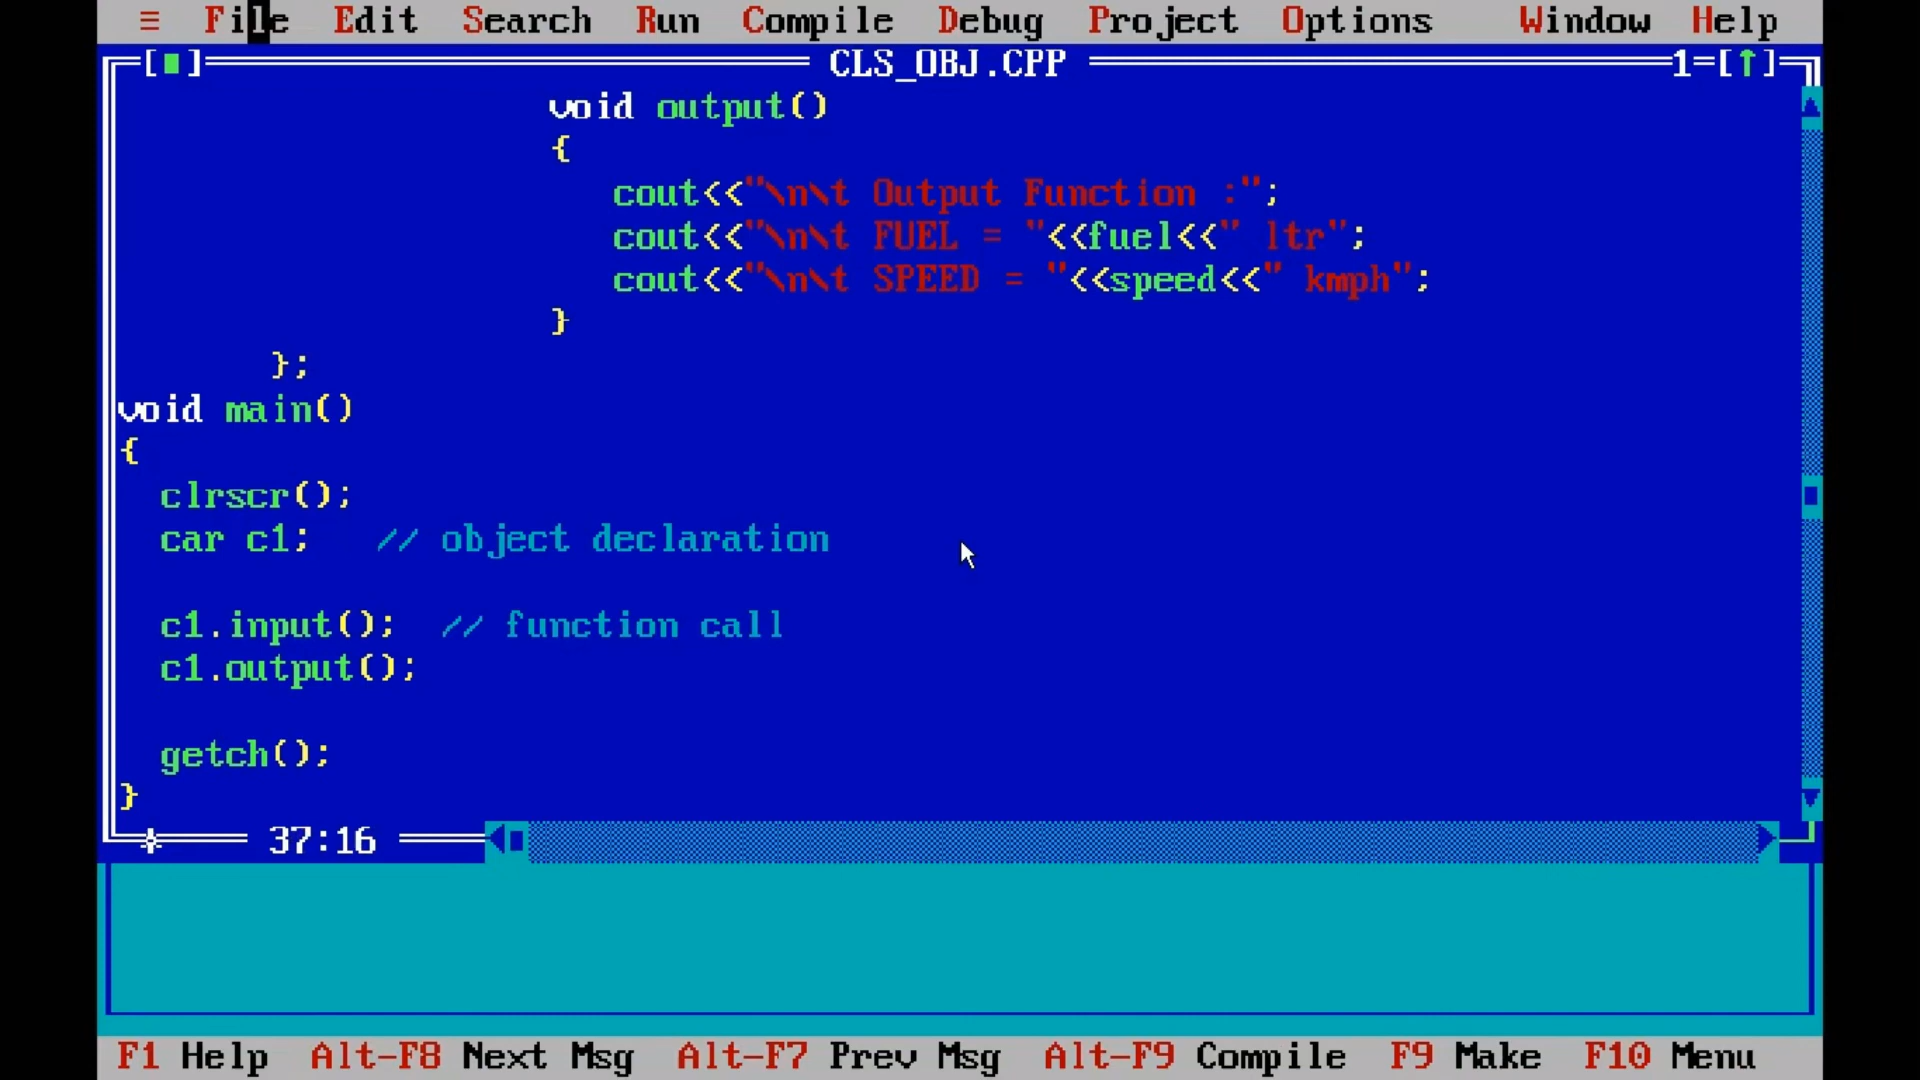 ≡ File Edit Search Run Compile Debug Project Options Window Help
[■] CLS_OBJ.CPP 1=[↑]
void output()
{
cout<<"\n\t Output Function :";
cout<<"\n\t FUEL = "<<fuel<<" ltr";
cout<<"\n\t SPEED = "<<speed<<" kmph";
}
};
void main()
{
clrscr();
car c1; // object declaration
c1.input(); // function call
c1.output();
getch();
}
37:16
F1 Help Alt-F8 Next Msg Alt-F7 Prev Msg Alt-F9 Compile F9 Make F10 Menu